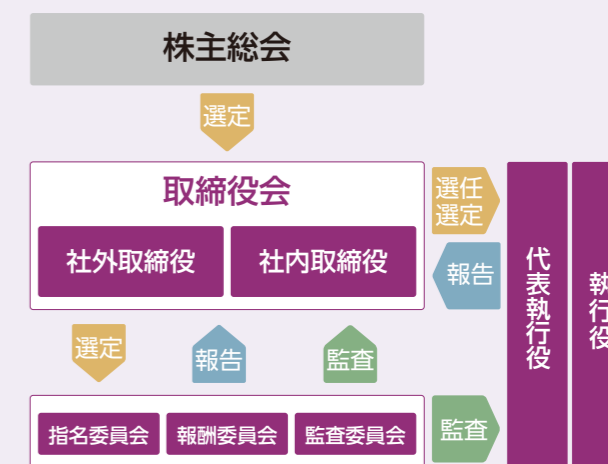 株主総会
選定
取締役会
社外取締役
社内取締役
選任
選定
報告
代表執行役
執行役
選定
報告
監査
指名委員会
報酬委員会
監査委員会
監査